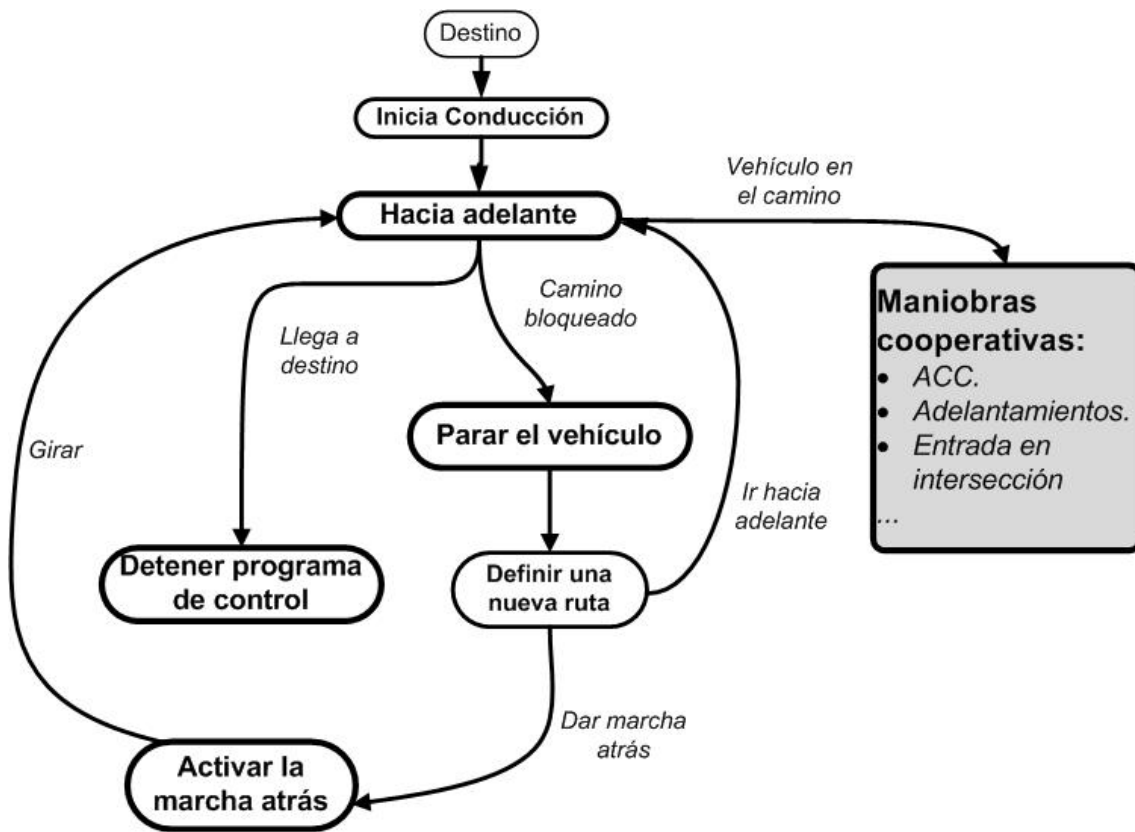 Destino
Inicia Conducción
Hacia adelante
Vehículo en
el camino
Maniobras
cooperativas:
• ACC.
• Adelantamientos.
• Entrada en
intersección
...
Camino
bloqueado
Llega a
destino
Girar
Parar el vehículo
Ir hacia
adelante
Detener programa
de control
Definir una
nueva ruta
Dar marcha
atrás
Activar la
marcha atrás